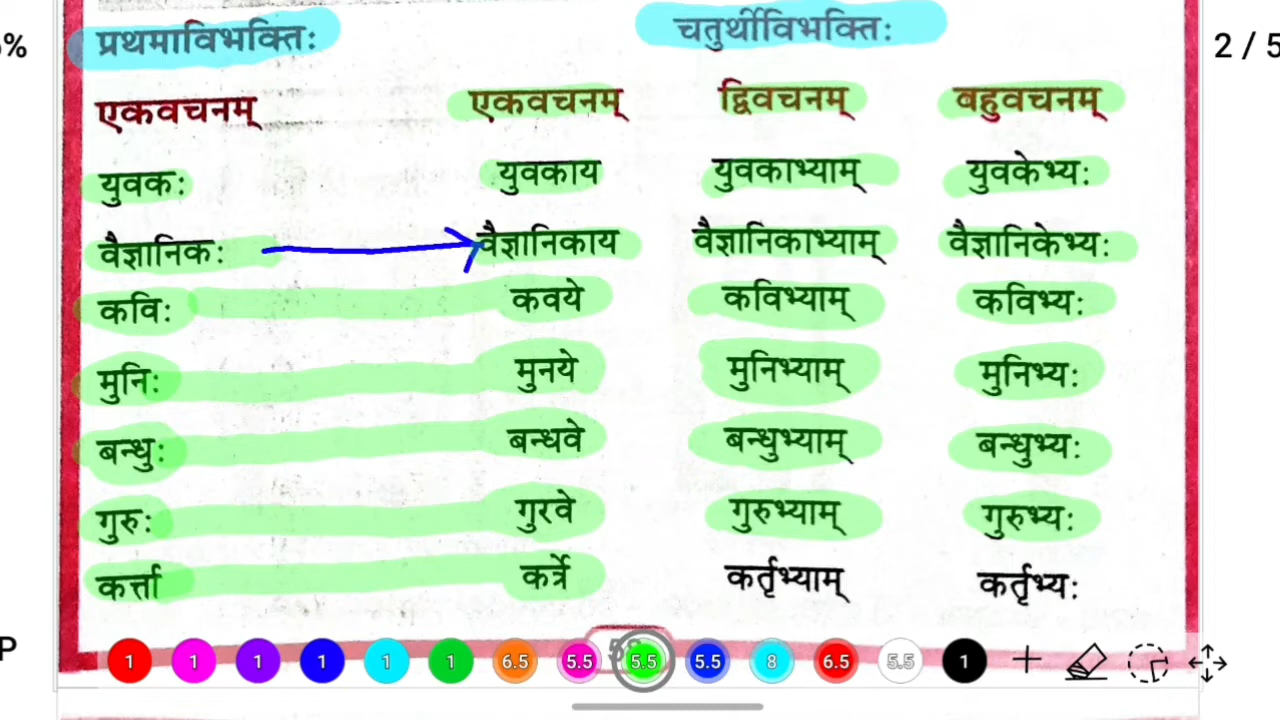 प्रथमाविभक्तिः चतुर्थीविभक्तिः
% 2 / 5
एकवचनम् एकवचनम् द्विवचनम् बहुवचनम्
युवकः युवकाय युवकाभ्याम् युवकेभ्यः
वैज्ञानिकः वैज्ञानिकाय वैज्ञानिकाभ्याम् वैज्ञानिकेभ्यः
कविः कवये कविभ्याम् कविभ्यः
मुनिः मुनये मुनिभ्याम् मुनिभ्यः
बन्धुः बन्धवे बन्धुभ्याम् बन्धुभ्यः
गुरुः गुरवे गुरुभ्याम् गुरुभ्यः
कर्त्ता कर्त्रे कर्तृभ्याम् कर्तृभ्यः
P 1 1 1 1 1 1 6.5 5.5 5.5 5.5 8 6.5 5.5 1